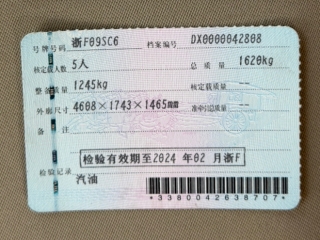 号牌号码 浙F09SC6 档案编号 DX0000042808
核定载人数 5人 总质量 1620kg
整备质量 1245kg 核定载质量 --
外廓尺寸 4608×1743×1465mm 准牵引总质量 --
备注
检验有效期至2024年02月浙F
检验记录
汽油
*3380042638707*